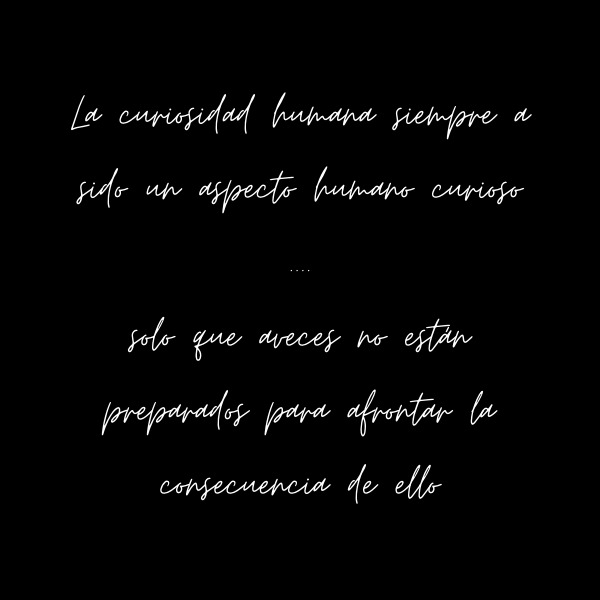 La curiosidad humana siempre a
sido un aspecto humano curioso
....
solo que aveces no están
preparados para afrontar la
consecuencia de ello